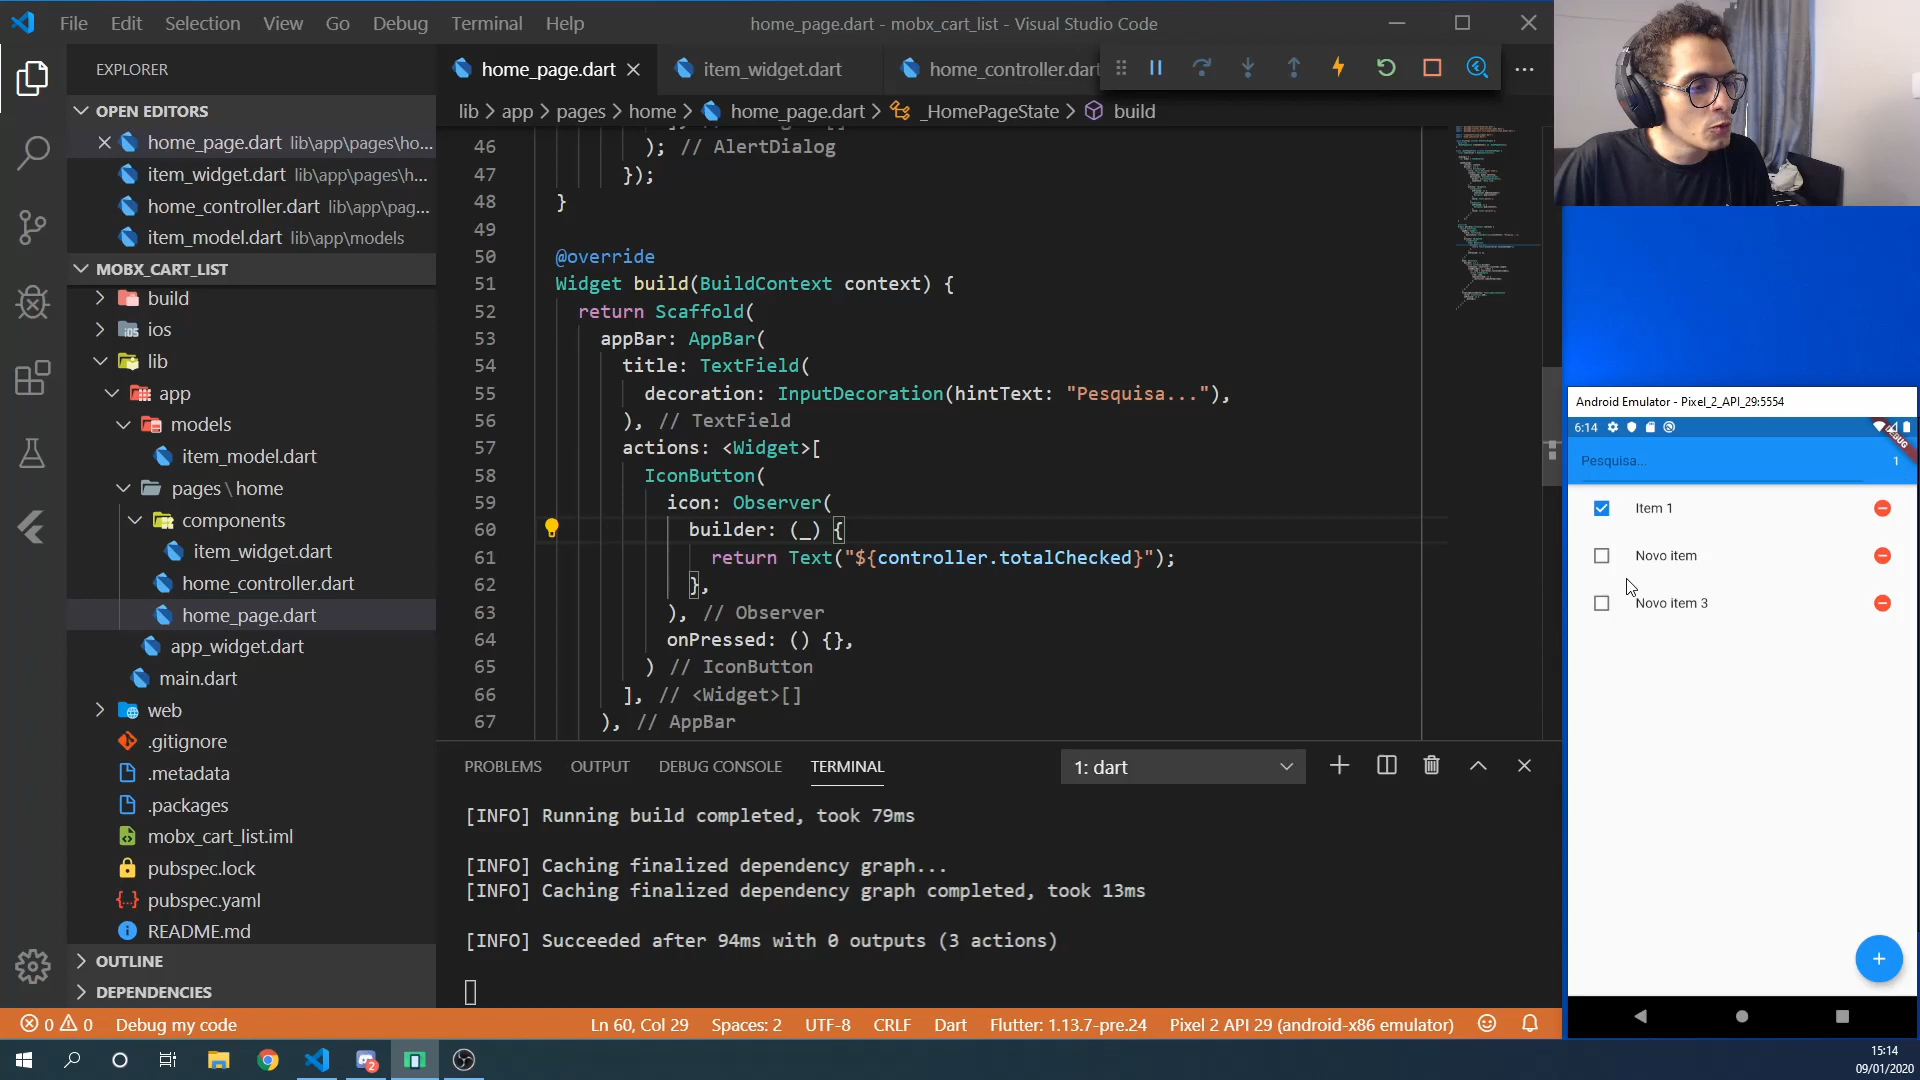 File Edit Selection View Go Debug Terminal Help
home_page.dart - mobx_cart_list - Visual Studio Code
EXPLORER
OPEN EDITORS
home_page.dart lib\app\pages\ho...
item_widget.dart lib\app\pages\h...
home_controller.dart lib\app\pag...
item_model.dart lib\app\models
MOBX_CART_LIST
build
ios
lib
app
models
item_model.dart
pages \ home
components
item_widget.dart
home_controller.dart
home_page.dart
app_widget.dart
main.dart
web
.gitignore
.metadata
.packages
mobx_cart_list.iml
pubspec.lock
pubspec.yaml
README.md
OUTLINE
DEPENDENCIES
home_page.dart item_widget.dart home_controller.dart
lib > app > pages > home > home_page.dart > _HomePageState > build
46 ); // AlertDialog
47 });
48 }
49
50 @override
51 Widget build(BuildContext context) {
52 return Scaffold(
53 appBar: AppBar(
54 title: TextField(
55 decoration: InputDecoration(hintText: "Pesquisa..."),
56 ), // TextField
57 actions: <Widget>[
58 IconButton(
59 icon: Observer(
60 builder: (_) {
61 return Text("${controller.totalChecked}");
62 },
63 ), // Observer
64 onPressed: () {},
65 ) // IconButton
66 ], // <Widget>[]
67 ), // AppBar
PROBLEMS OUTPUT DEBUG CONSOLE TERMINAL
1: dart
[INFO] Running build completed, took 79ms
[INFO] Caching finalized dependency graph...
[INFO] Caching finalized dependency graph completed, took 13ms
[INFO] Succeeded after 94ms with 0 outputs (3 actions)
0 0 Debug my code
Ln 60, Col 29 Spaces: 2 UTF-8 CRLF Dart Flutter: 1.13.7-pre.24 Pixel 2 API 29 (android-x86 emulator)
Android Emulator - Pixel_2_API_29:5554
6:14
DEBUG
Pesquisa... 1
Item 1
Novo item
Novo item 3
2
15:14
09/01/2020